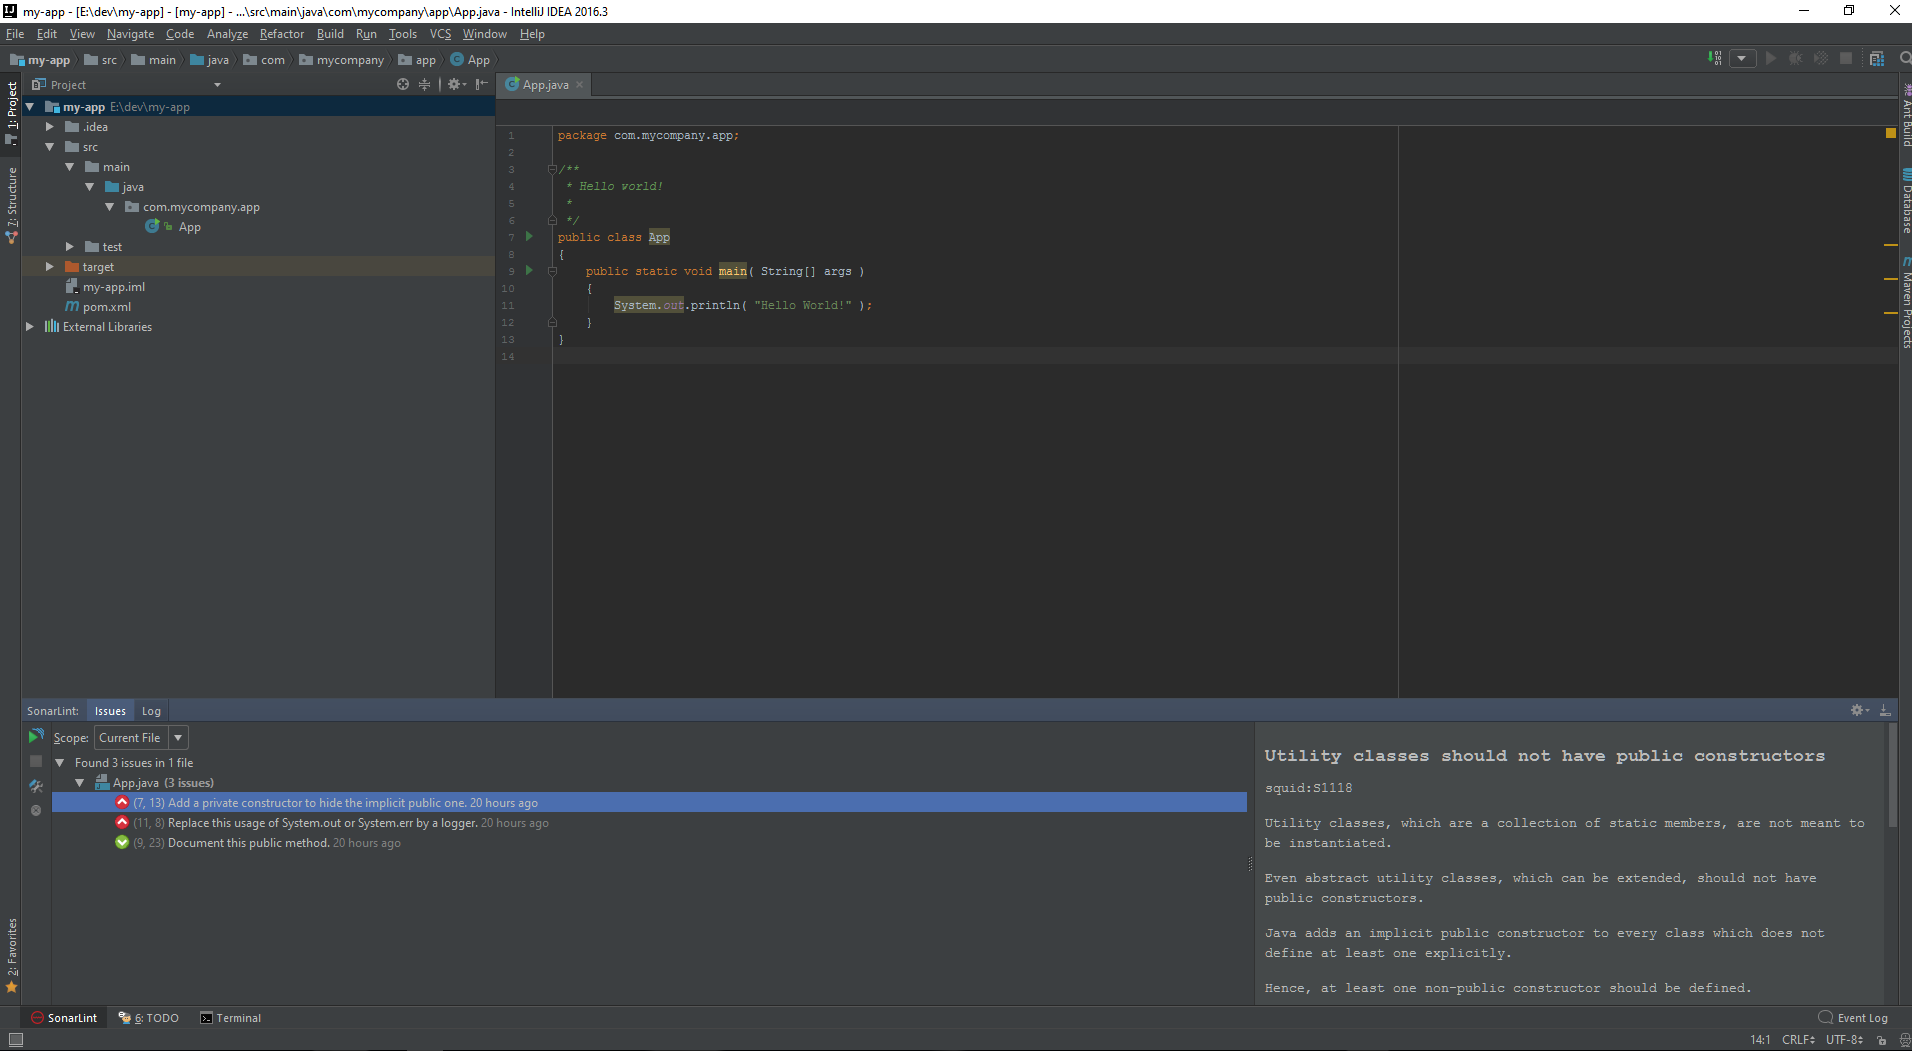 my-app - [E:\dev\my-app] - [my-app] - ...\src\main\java\com\mycompany\app\App.java - IntelliJ IDEA 2016.3
File Edit View Navigate Code Analyze Refactor Build Run Tools VCS Window Help
my-app src main java com mycompany app App
Project
App.java
1: Project
7: Structure
2: Favorites
my-app E:\dev\my-app
.idea
src
main
java
com.mycompany.app
App
test
target
my-app.iml
pom.xml
External Libraries
1 package com.mycompany.app;
2
3 /**
4 * Hello world!
5 *
6 */
7 public class App
8 {
9 public static void main( String[] args )
10 {
11 System.out.println( "Hello World!" );
12 }
13 }
14
Ant Build
Database
Maven Projects
SonarLint: Issues Log
Scope: Current File
Found 3 issues in 1 file
App.java (3 issues)
(7, 13) Add a private constructor to hide the implicit public one. 20 hours ago
(11, 8) Replace this usage of System.out or System.err by a logger. 20 hours ago
(9, 23) Document this public method. 20 hours ago
Utility classes should not have public constructors
squid:S1118
Utility classes, which are a collection of static members, are not meant to
be instantiated.
Even abstract utility classes, which can be extended, should not have
public constructors.
Java adds an implicit public constructor to every class which does not
define at least one explicitly.
Hence, at least one non-public constructor should be defined.
SonarLint 6: TODO Terminal Event Log
14:1 CRLF UTF-8